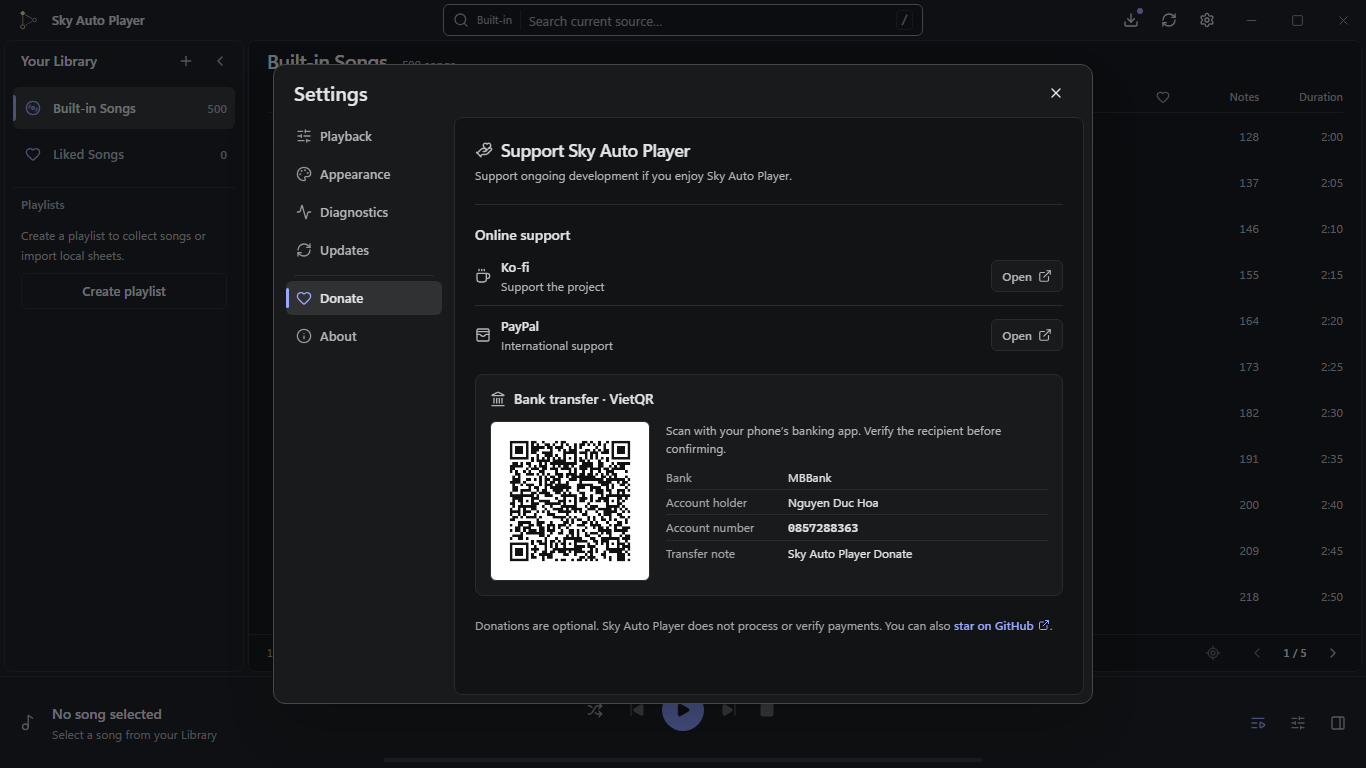 Sky Auto Player
Built-in
Search current source...
/
Your Library
Built-in Songs 500
Liked Songs 0
Playlists
Create a playlist to collect songs or
import local sheets.
Create playlist
Built-in Songs 500 songs
Notes Duration
128 2:00
137 2:05
146 2:10
155 2:15
164 2:20
173 2:25
182 2:30
191 2:35
200 2:40
209 2:45
218 2:50
1 / 5
Settings
Playback
Appearance
Diagnostics
Updates
Donate
About
Support Sky Auto Player
Support ongoing development if you enjoy Sky Auto Player.
Online support
Ko-fi
Support the project
Open
PayPal
International support
Open
Bank transfer · VietQR
Scan with your phone's banking app. Verify the recipient before
confirming.
Bank MBBank
Account holder Nguyen Duc Hoa
Account number 0857288363
Transfer note Sky Auto Player Donate
Donations are optional. Sky Auto Player does not process or verify payments. You can also star on GitHub.
No song selected
Select a song from your Library